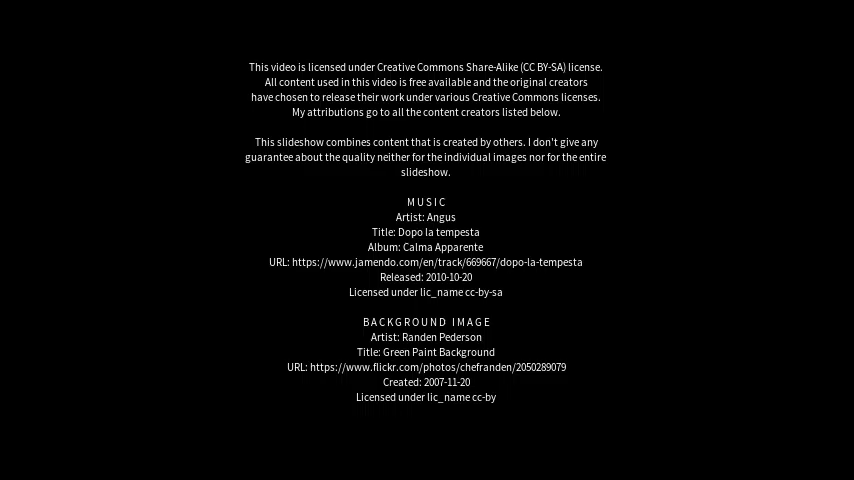 This video is licensed under Creative Commons Share-Alike (CC BY-SA) license.
All content used in this video is free available and the original creators
have chosen to release their work under various Creative Commons licenses.
My attributions go to all the content creators listed below.
This slideshow combines content that is created by others. I don't give any
guarantee about the quality neither for the individual images nor for the entire
slideshow.
M U S I C
Artist: Angus
Title: Dopo la tempesta
Album: Calma Apparente
URL: https://www.jamendo.com/en/track/669667/dopo-la-tempesta
Released: 2010-10-20
Licensed under lic_name cc-by-sa
B A C K G R O U N D  I M A G E
Artist: Randen Pederson
Title: Green Paint Background
URL: https://www.flickr.com/photos/chefranden/2050289079
Created: 2007-11-20
Licensed under lic_name cc-by